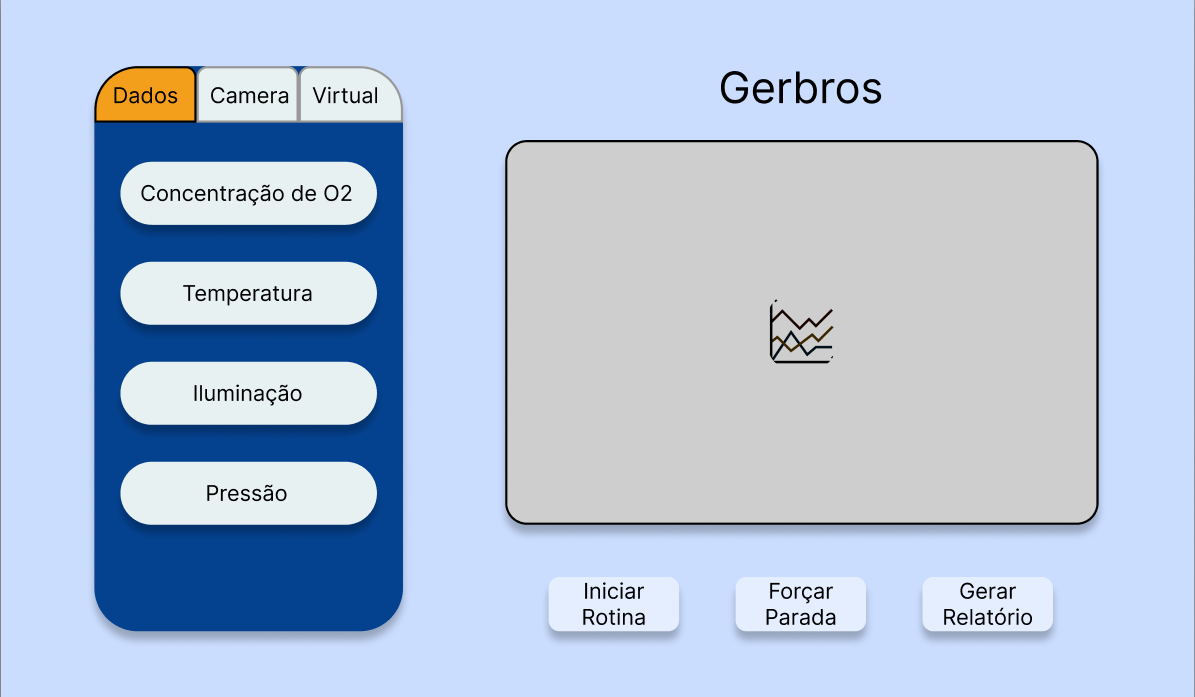 Dados
Camera
Virtual
Concentração de O2
Temperatura
Iluminação
Pressão
Gerbros
Iniciar
Rotina
Forçar
Parada
Gerar
Relatório